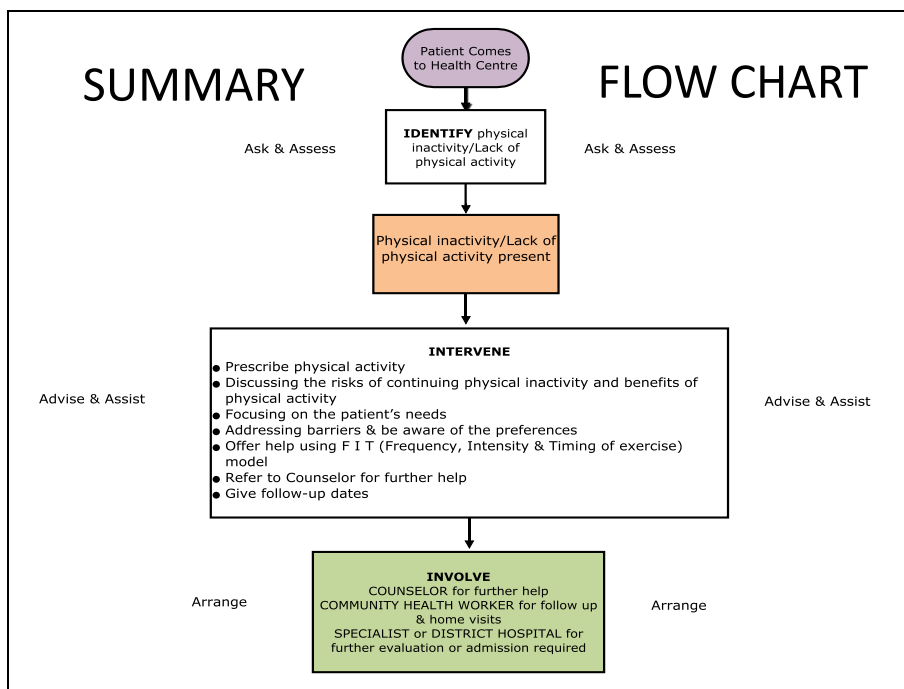 SUMMARY
FLOW CHART
Patient Comes
to Health Centre
Ask & Assess
IDENTIFY physical
inactivity/Lack of
physical activity
Ask & Assess
Physical inactivity/Lack of
physical activity present
Advise & Assist
INTERVENE
● Prescribe physical activity
● Discussing the risks of continuing physical inactivity and benefits of
physical activity
● Focusing on the patient's needs
● Addressing barriers & be aware of the preferences
● Offer help using F I T (Frequency, Intensity & Timing of exercise)
model
● Refer to Counselor for further help
● Give follow-up dates
Advise & Assist
Arrange
INVOLVE
COUNSELOR for further help
COMMUNITY HEALTH WORKER for follow up
& home visits
SPECIALIST or DISTRICT HOSPITAL for
further evaluation or admission required
Arrange